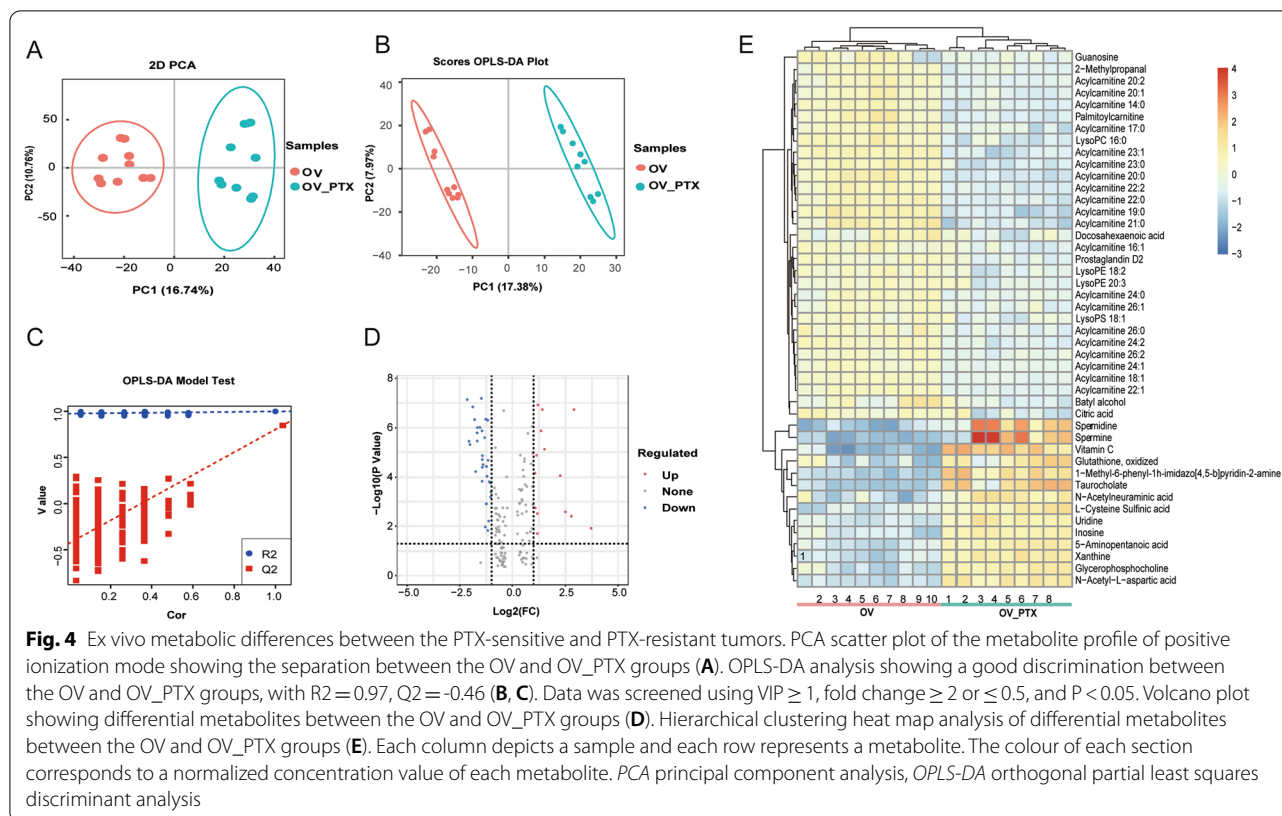 A
2D PCA
PC2 (10.76%)
50
0
−50
−40
−20
0
20
40
PC1 (16.74%)
Samples
OV
OV_PTX
B
Scores OPLS-DA Plot
PC2 (7.97%)
40
20
0
−20
−40
−20
−10
0
10
20
30
PC1 (17.38%)
Samples
OV
OV_PTX
C
OPLS-DA Model Test
V alue
1.0
0.5
-0.0
−0.5
0.2
0.4
0.6
0.8
1.0
Cor
R2
Q2
D
−Log10(P Value)
8
6
4
2
0
−5.0
−2.5
0.0
2.5
5.0
Log2(FC)
Regulated
Up
None
Down
E
Guanosine
2−Methylpropanal
Acylcarnitine 20:2
Acylcarnitine 20:1
Acylcarnitine 14:0
Palmitoylcarnitine
Acylcarnitine 17:0
LysoPC 16:0
Acylcarnitine 23:1
Acylcarnitine 23:0
Acylcarnitine 20:0
Acylcarnitine 22:2
Acylcarnitine 22:0
Acylcarnitine 19:0
Acylcarnitine 21:0
Docosahexaenoic acid
Acylcarnitine 16:1
Prostaglandin D2
LysoPE 18:2
LysoPE 20:3
Acylcarnitine 24:0
Acylcarnitine 26:1
LysoPS 18:1
Acylcarnitine 26:0
Acylcarnitine 24:2
Acylcarnitine 26:2
Acylcarnitine 24:1
Acylcarnitine 18:1
Acylcarnitine 22:1
Batyl alcohol
Citric acid
Spermidine
Spermine
Vitamin C
Glutathione, oxidized
1−Methyl−6−phenyl−1h−imidazo[4,5−b]pyridin−2−amine
Taurocholate
N−Acetylneuraminic acid
L−Cysteine Sulfinic acid
Uridine
Inosine
5−Aminopentanoic acid
Xanthine
Glycerophosphocholine
N−Acetyl−L−aspartic acid
1
2 3 4 5 6 7 8 9 10 1 2 3 4 5 6 7 8
OV
OV_PTX
4
3
2
1
0
−1
−2
−3
Fig. 4 Ex vivo metabolic differences between the PTX-sensitive and PTX-resistant tumors. PCA scatter plot of the metabolite profile of positive
ionization mode showing the separation between the OV and OV_PTX groups (A). OPLS-DA analysis showing a good discrimination between
the OV and OV_PTX groups, with R2 = 0.97, Q2 = -0.46 (B, C). Data was screened using VIP ≥ 1, fold change ≥ 2 or ≤ 0.5, and P < 0.05. Volcano plot
showing differential metabolites between the OV and OV_PTX groups (D). Hierarchical clustering heat map analysis of differential metabolites
between the OV and OV_PTX groups (E). Each column depicts a sample and each row represents a metabolite. The colour of each section
corresponds to a normalized concentration value of each metabolite. PCA principal component analysis, OPLS-DA orthogonal partial least squares
discriminant analysis